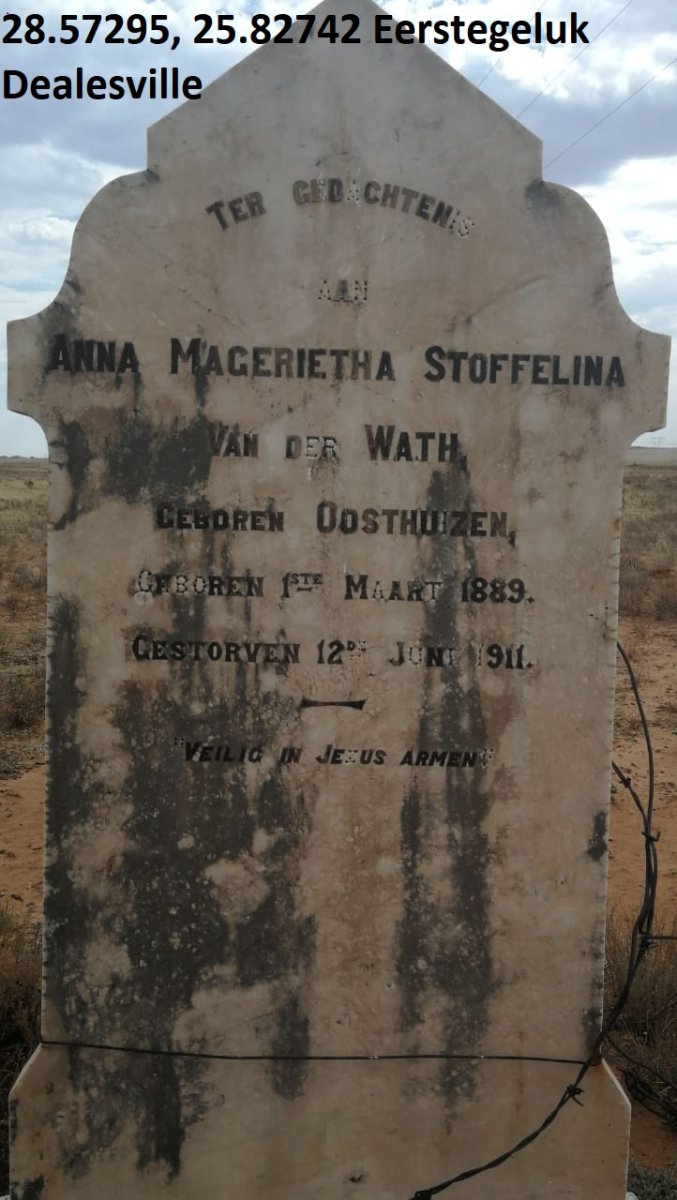 28.57295, 25.82742 Eerstegeluk
Dealesville
TER GEDACHTENIS
AAN
ANNA MAGERIETHA STOFFELINA
VAN DER WATH,
GEBOREN OOSTHUIZEN,
GEBOREN 1STE MAART 1889.
GESTORVEN 12DE JUNI 1911.
"VEILIG IN JEZUS ARMEN"